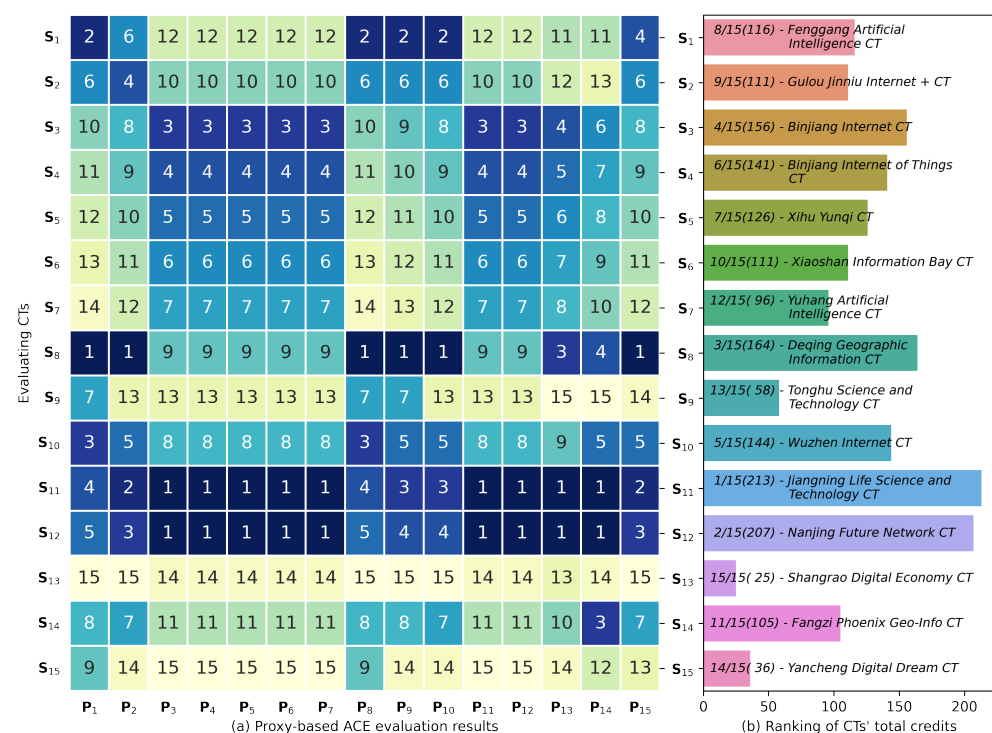 Evaluating CTs
S1 2 6 12 12 12 12 12 2 2 2 12 12 11 11 4
S2 6 4 10 10 10 10 10 6 6 6 10 10 12 13 6
S3 10 8 3 3 3 3 3 10 9 8 3 3 4 6 8
S4 11 9 4 4 4 4 4 11 10 9 4 4 5 7 9
S5 12 10 5 5 5 5 5 12 11 10 5 5 6 8 10
S6 13 11 6 6 6 6 6 13 12 11 6 6 7 9 11
S7 14 12 7 7 7 7 7 14 13 12 7 7 8 10 12
S8 1 1 9 9 9 9 9 1 1 1 9 9 3 4 1
S9 7 13 13 13 13 13 13 7 7 13 13 13 15 15 14
S10 3 5 8 8 8 8 8 3 5 5 8 8 9 5 5
S11 4 2 1 1 1 1 1 4 3 3 1 1 1 1 2
S12 5 3 1 1 1 1 1 5 4 4 1 1 1 1 3
S13 15 15 14 14 14 14 14 15 15 15 14 14 13 14 15
S14 8 7 11 11 11 11 11 8 8 7 11 11 10 3 7
S15 9 14 15 15 15 15 15 9 14 14 15 15 14 12 13
P1 P2 P3 P4 P5 P6 P7 P8 P9 P10 P11 P12 P13 P14 P15
(a) Proxy-based ACE evaluation results
S1 8/15(116) - Fenggang Artificial
Intelligence CT
S2 9/15(111) - Gulou Jinniu Internet + CT
S3 4/15(156) - Binjiang Internet CT
S4 6/15(141) - Binjiang Internet of Things
CT
S5 7/15(126) - Xihu Yunqi CT
S6 10/15(111) - Xiaoshan Information Bay CT
S7 12/15( 96) - Yuhang Artificial
Intelligence CT
S8 3/15(164) - Deqing Geographic
Information CT
S9 13/15( 58) - Tonghu Science and
Technology CT
S10 5/15(144) - Wuzhen Internet CT
S11 1/15(213) - Jiangning Life Science and
Technology CT
S12 2/15(207) - Nanjing Future Network CT
S13 15/15( 25) - Shangrao Digital Economy CT
S14 11/15(105) - Fangzi Phoenix Geo-Info CT
S15 14/15( 36) - Yancheng Digital Dream CT
0 50 100 150 200
(b) Ranking of CTs' total credits